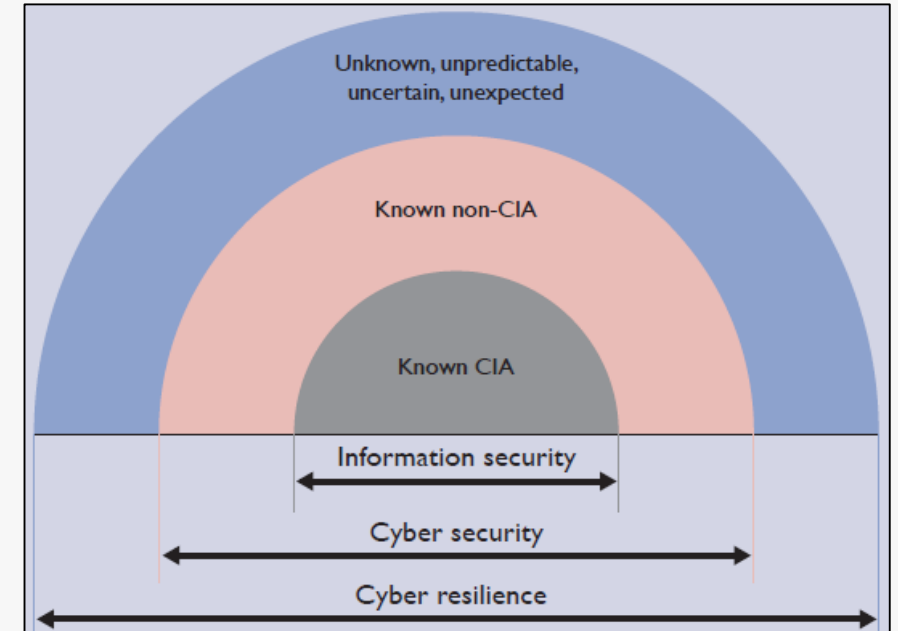 Unknown, unpredictable,
uncertain, unexpected
Known non-CIA
Known CIA
Information security
Cyber security
Cyber resilience